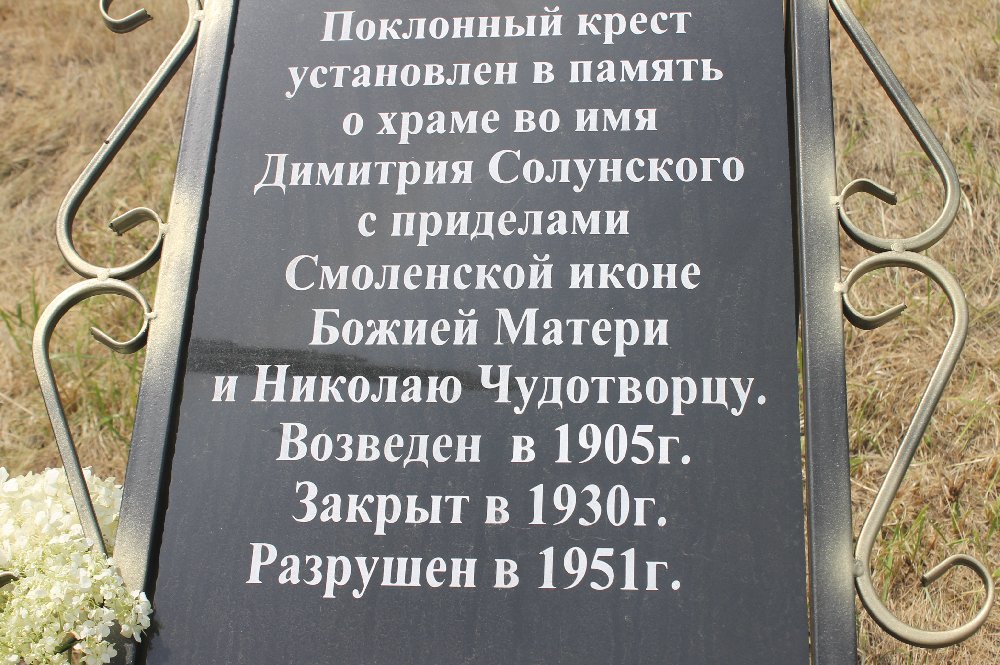 Поклонный крест
установлен в память
о храме во имя
Димитрия Солунского
с приделами
Смоленской иконе
Божией Матери
и Николаю Чудотворцу.
Возведен в 1905г.
Закрыт в 1930г.
Разрушен в 1951г.